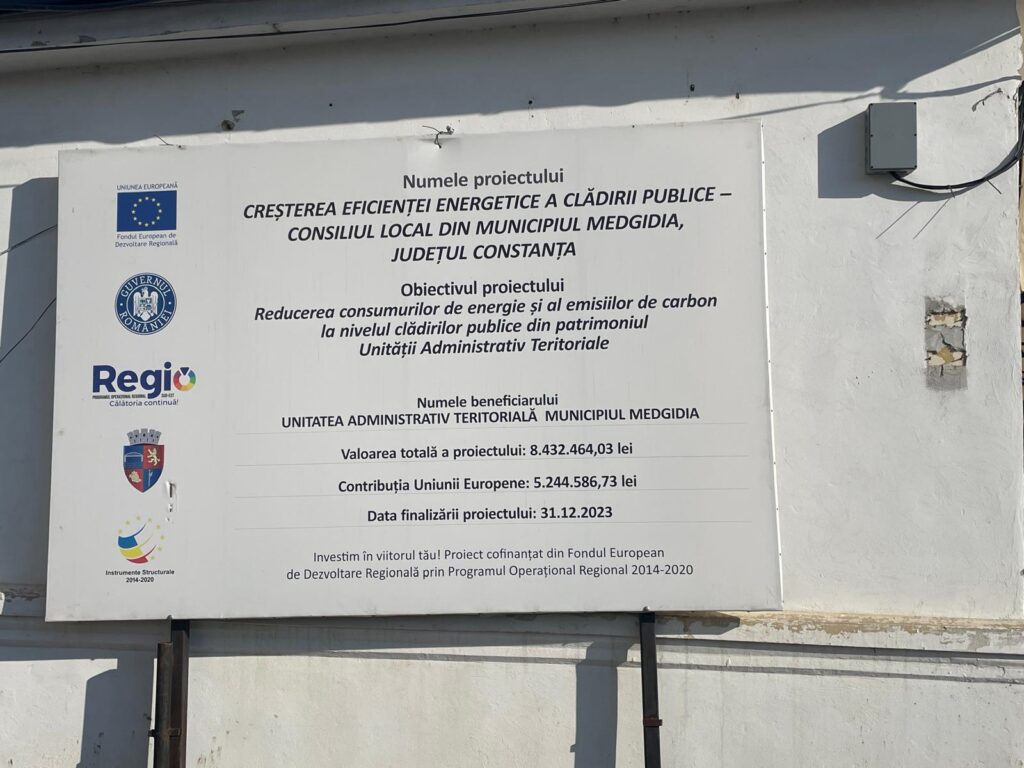 UNIUNEA EUROPEANĂ
Fondul European de
Dezvoltare Regională
GUVERNUL ROMÂNIEI
Regio
PROGRAMUL OPERAȚIONAL REGIONAL SUD-EST
Călătoria continuă!
Instrumente Structurale
2014-2020
Numele proiectului
CREȘTEREA EFICIENȚEI ENERGETICE A CLĂDIRII PUBLICE –
CONSILIUL LOCAL DIN MUNICIPIUL MEDGIDIA,
JUDEȚUL CONSTANȚA
Obiectivul proiectului
Reducerea consumurilor de energie și al emisiilor de carbon
la nivelul clădirilor publice din patrimoniul
Unității Administrativ Teritoriale
Numele beneficiarului
UNITATEA ADMINISTRATIV TERITORIALĂ MUNICIPIUL MEDGIDIA
Valoarea totală a proiectului: 8.432.464,03 lei
Contribuția Uniunii Europene: 5.244.586,73 lei
Data finalizării proiectului: 31.12.2023
Investim în viitorul tău! Proiect cofinanțat din Fondul European
de Dezvoltare Regională prin Programul Operațional Regional 2014-2020